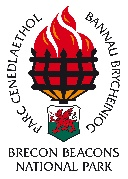 PARC CENEDLAETHOL
BANNAU BRYCHEINIOG
BRECON BEACONS
NATIONAL PARK